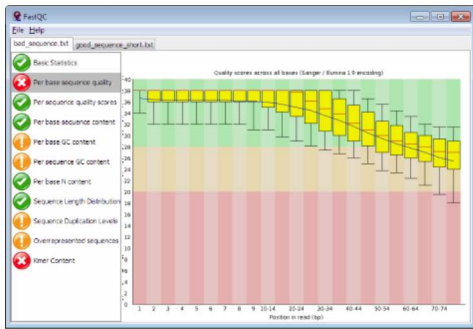 FastQC
File Help
bad_sequence.txt good_sequence_short.txt
Basic Statistics
Per base sequence quality
Per sequence quality scores
Per base sequence content
Per base GC content
Per sequence GC content
Per base N content
Sequence Length Distribution
Sequence Duplication Levels
Overrepresented sequences
Kmer Content
Quality scores across all bases (Sanger / Illumina 1.9 encoding)
40
38
36
34
32
30
28
26
24
22
20
18
16
14
12
10
8
6
4
2
0
1 2 3 4 5 6 7 8 9 10-14 20-24 30-34 40-44 50-54 60-64 70-74
Position in read (bp)